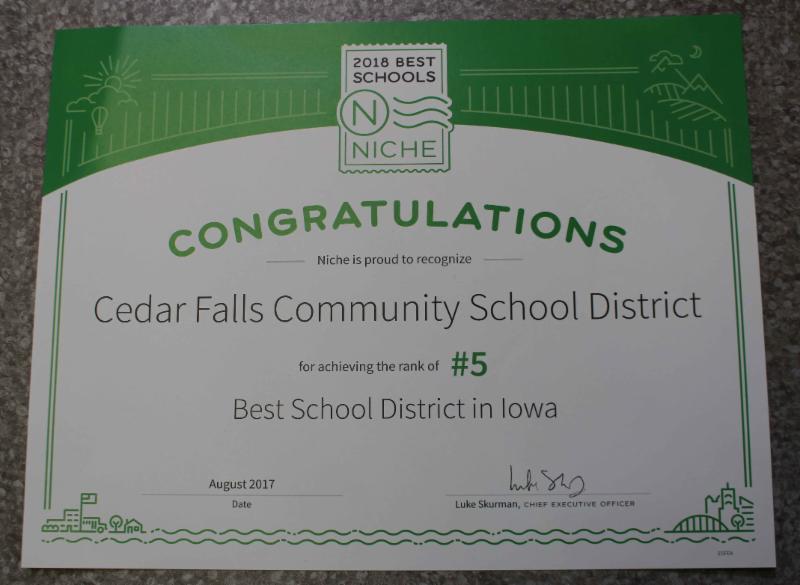 2018 BEST
SCHOOLS
N
NICHE
CONGRATULATIONS
Niche is proud to recognize
Cedar Falls Community School District
for achieving the rank of #5
Best School District in Iowa
August 2017
Date
Luke Skurman, CHIEF EXECUTIVE OFFICER